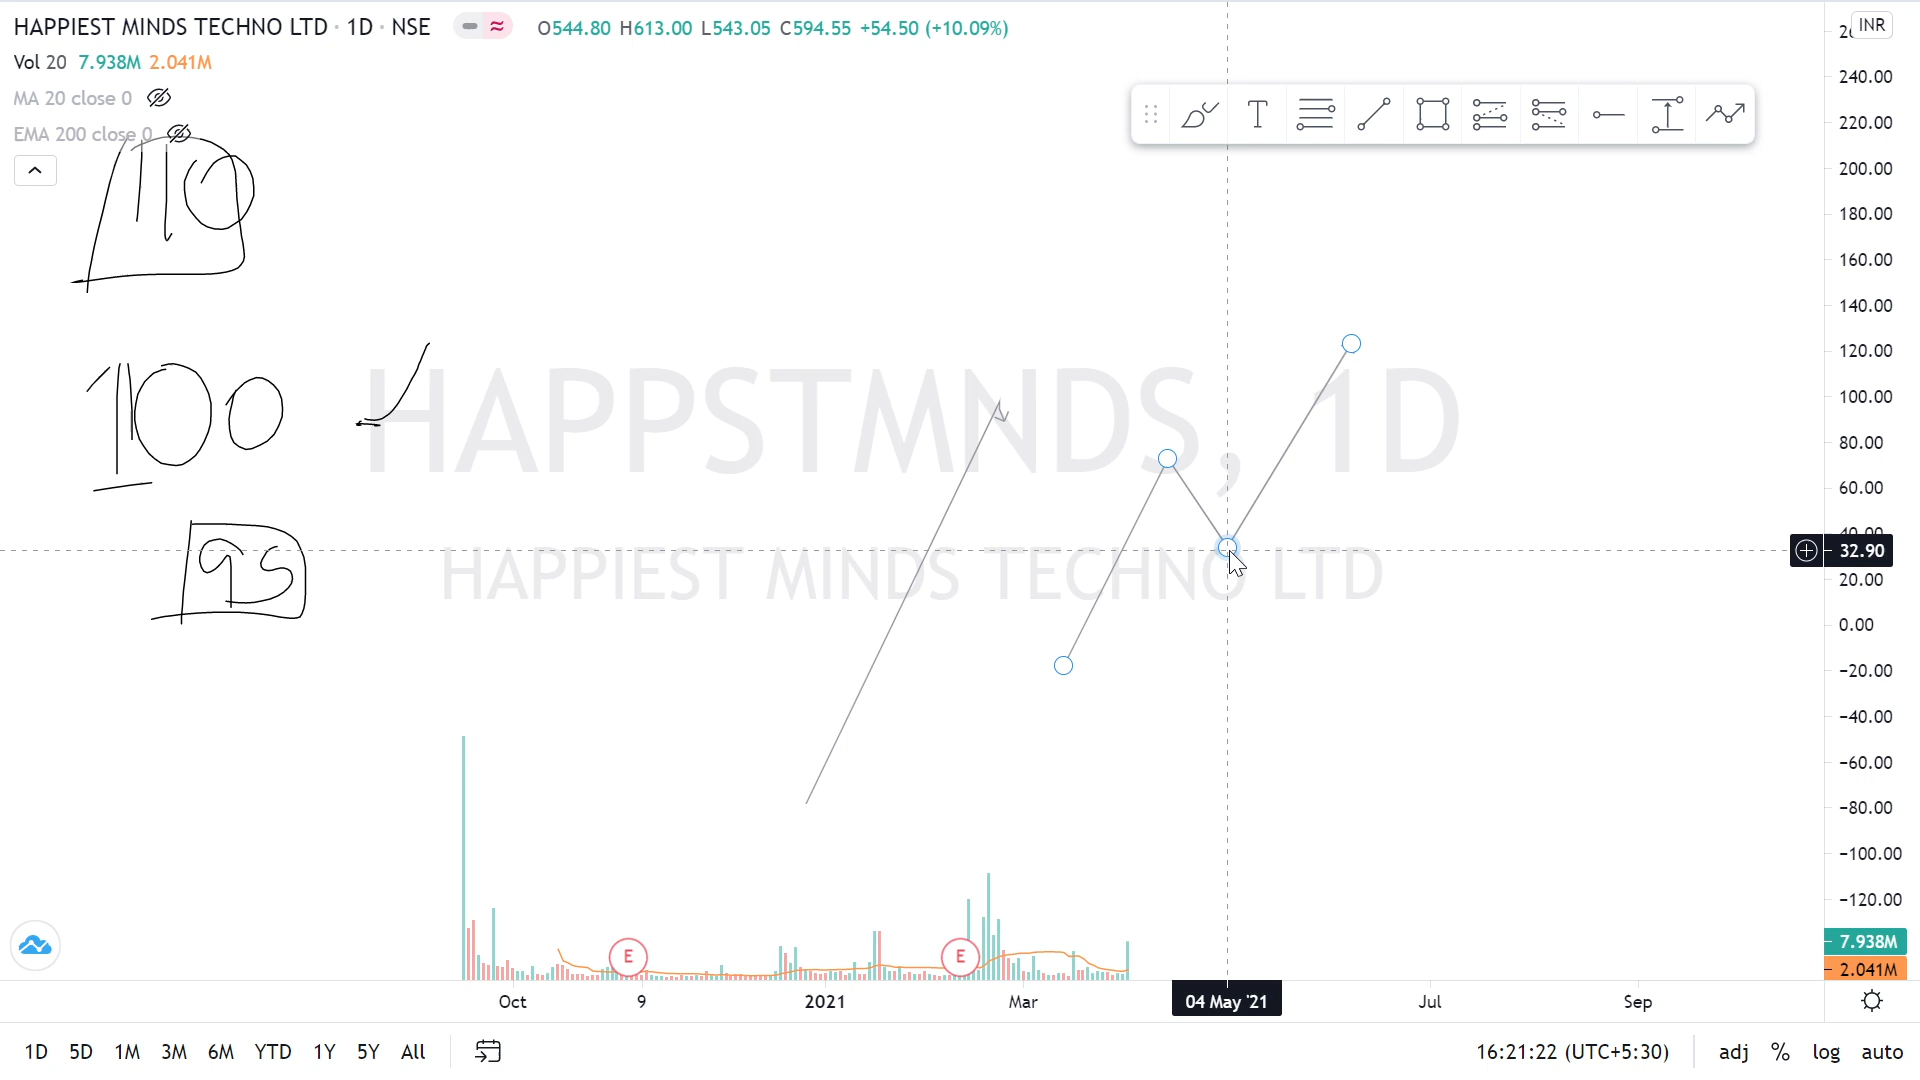 HAPPIEST MINDS TECHNO LTD · 1D · NSE O544.80 H613.00 L543.05 C594.55 +54.50 (+10.09%)
INR
Vol 20 7.938M 2.041M
MA 20 close 0
EMA 200 close 0
240.00
220.00
200.00
180.00
160.00
140.00
120.00
100.00
80.00
60.00
32.90
20.00
0.00
−20.00
−40.00
−60.00
−80.00
−100.00
−120.00
7.938M
2.041M
110
100
95
HAPPSTMNDS, 1D
HAPPIEST MINDS TECHNO LTD
E E
Oct 9 2021 Mar 04 May '21 Jul Sep
1D 5D 1M 3M 6M YTD 1Y 5Y All 16:21:22 (UTC+5:30) adj % log auto